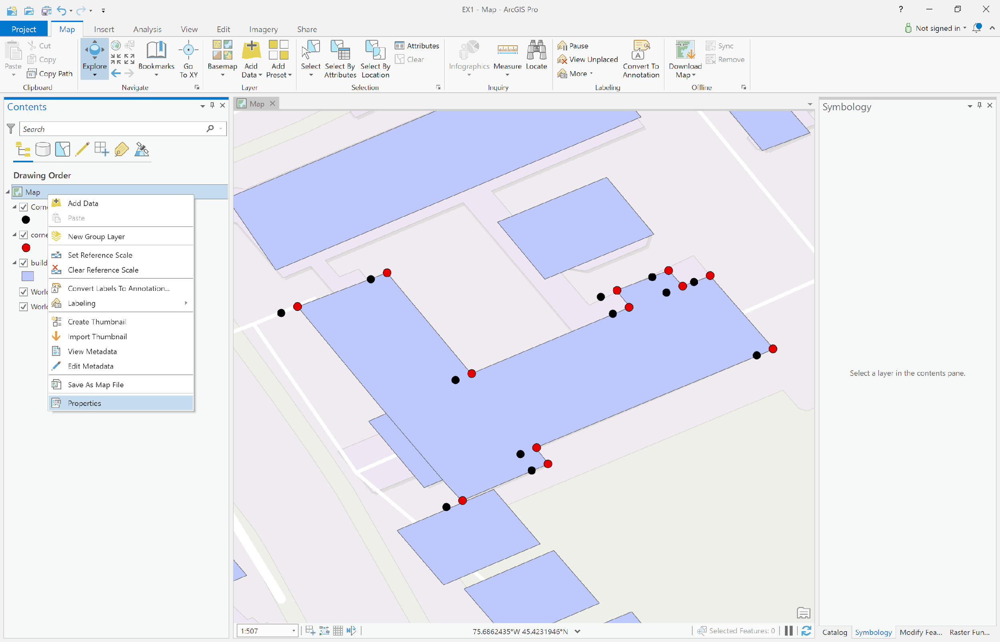 EX1 - Map - ArcGIS Pro
?
Project
Map
Insert
Analysis
View
Edit
Imagery
Share
Not signed in
Paste
Cut
Copy
Copy Path
Clipboard
Explore
Bookmarks
Go
To XY
Navigate
Basemap
Add
Data
Add
Preset
Layer
Select
Select By
Attributes
Select By
Location
Attributes
Clear
Selection
Infographics
Measure
Locate
Inquiry
Pause
View Unplaced
More
Convert To
Annotation
Labeling
Download
Map
Sync
Remove
Offline
Contents
Search
Drawing Order
Map
Corn
corne
build
World
World
Add Data
Paste
New Group Layer
Set Reference Scale
Clear Reference Scale
Convert Labels To Annotation...
Labeling
Create Thumbnail
Import Thumbnail
View Metadata
Edit Metadata
Save As Map File
Properties
Map
1:507
75.6862435°W 45.4231946°N
Selected Features: 0
Symbology
Select a layer in the contents pane.
Catalog
Symbology
Modify Fea...
Raster Fun...